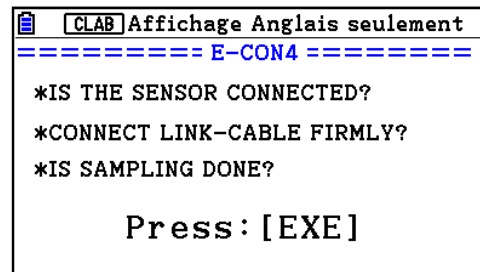 CLAB Affichage Anglais seulement
========= E-CON4 ========
*IS THE SENSOR CONNECTED?
*CONNECT LINK-CABLE FIRMLY?
*IS SAMPLING DONE?
Press:[EXE]